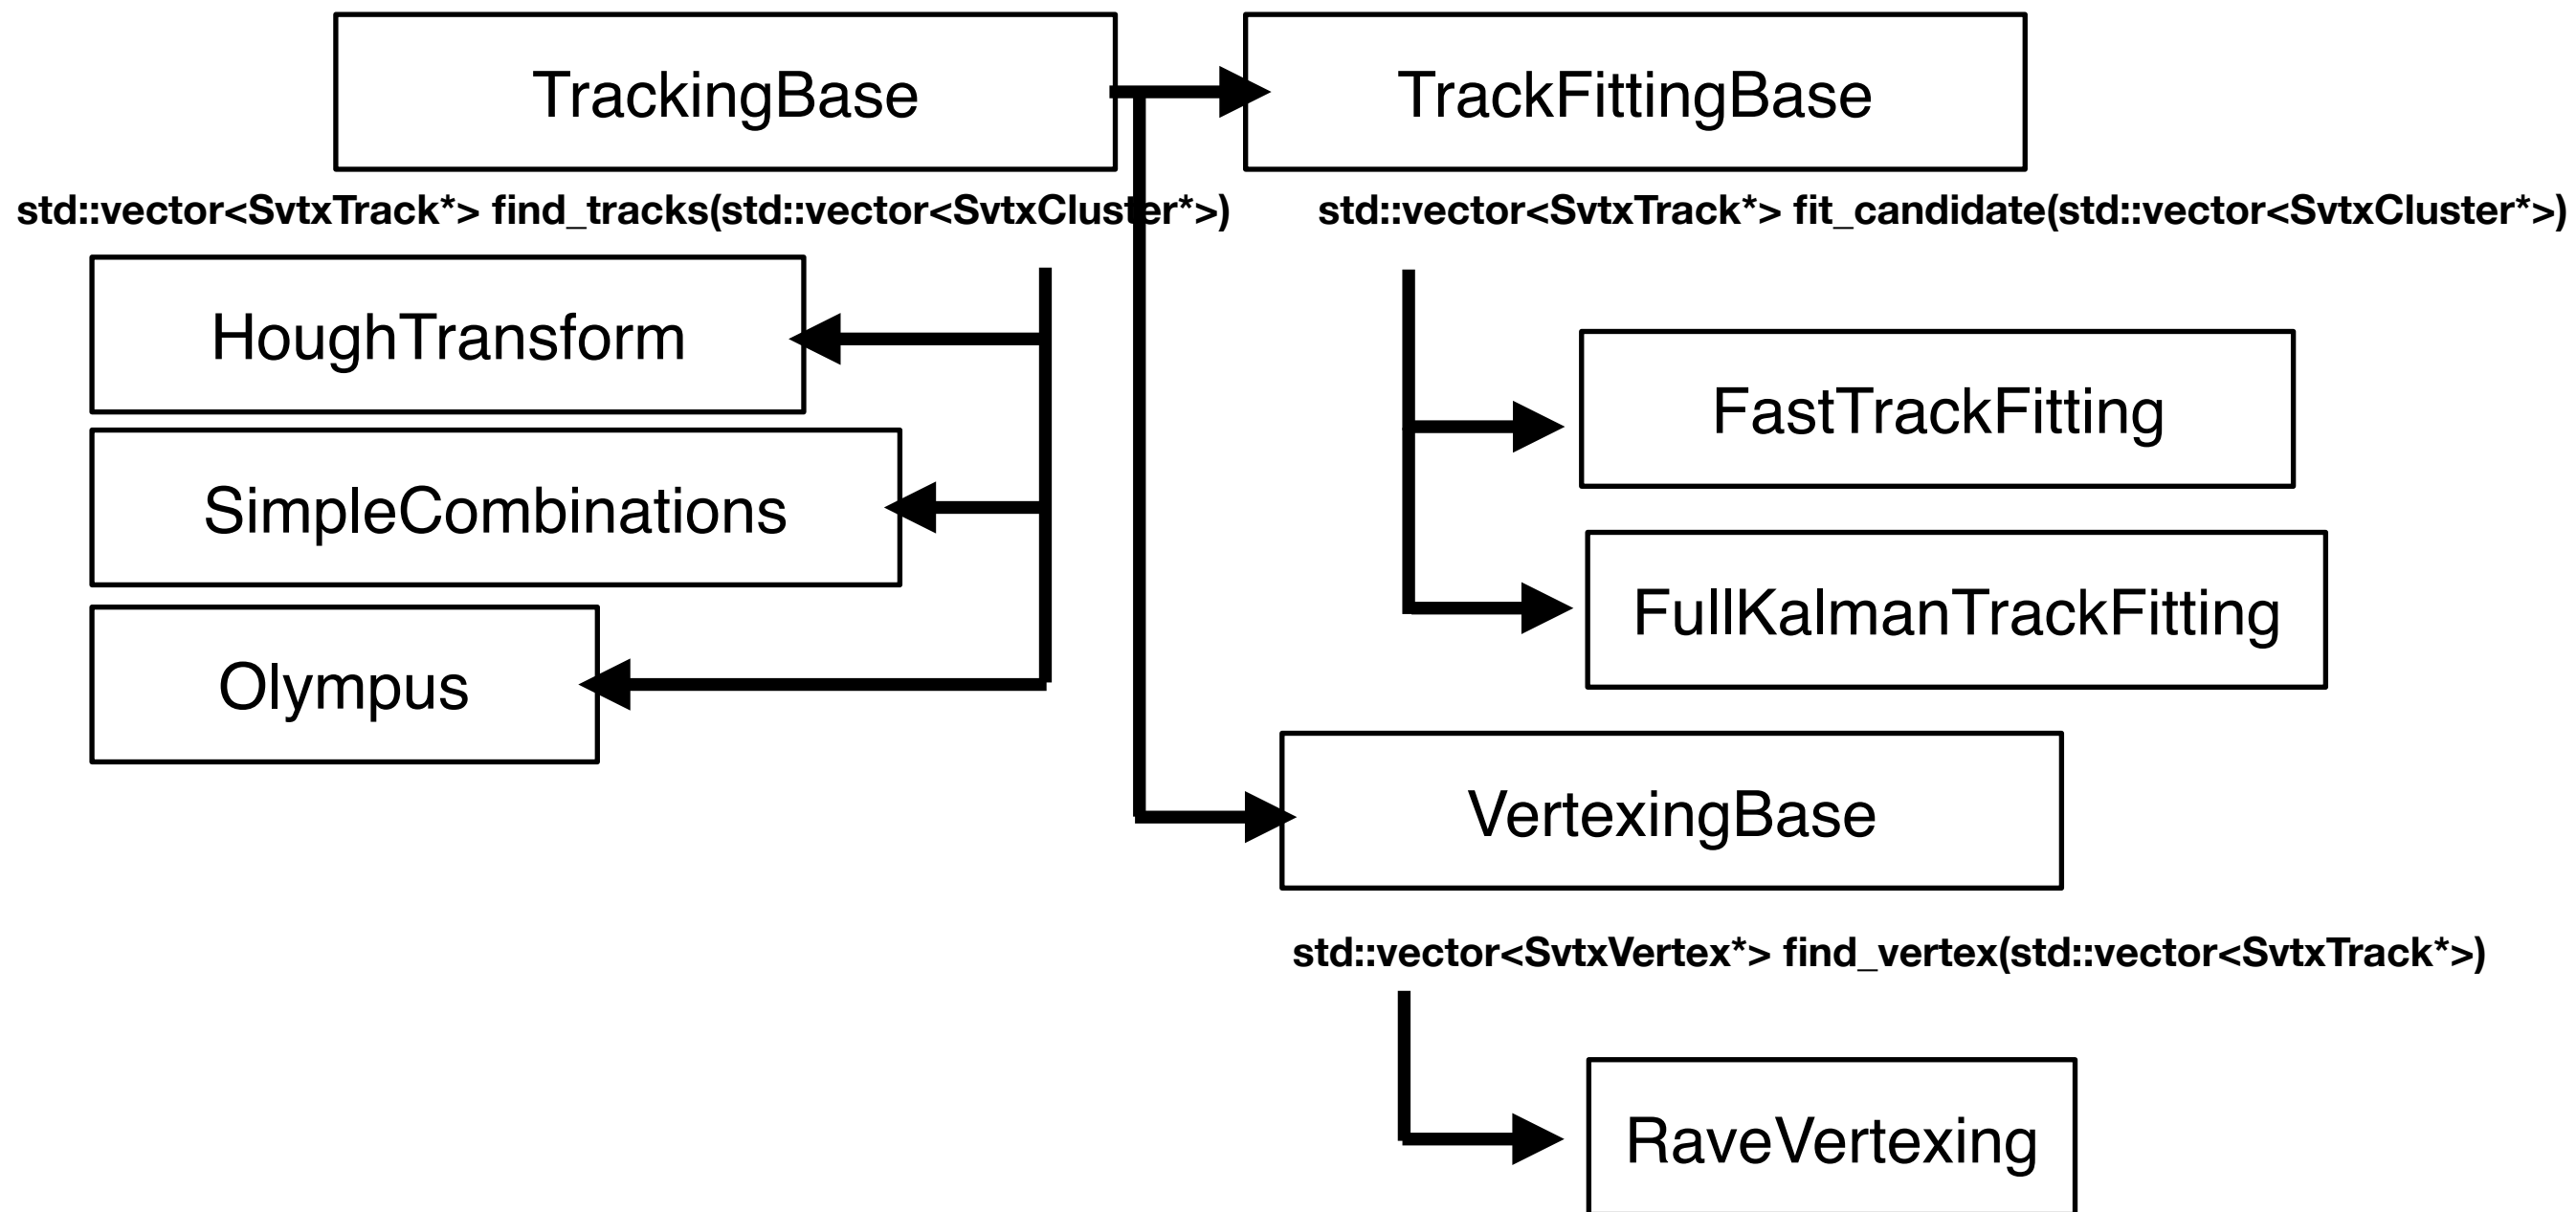 TrackingBase
TrackFittingBase
std::vector<SvtxTrack*> find_tracks(std::vector<SvtxCluster*>)
std::vector<SvtxTrack*> fit_candidate(std::vector<SvtxCluster*>)
HoughTransform
FastTrackFitting
SimpleCombinations
FullKalmanTrackFitting
Olympus
VertexingBase
std::vector<SvtxVertex*> find_vertex(std::vector<SvtxTrack*>)
RaveVertexing